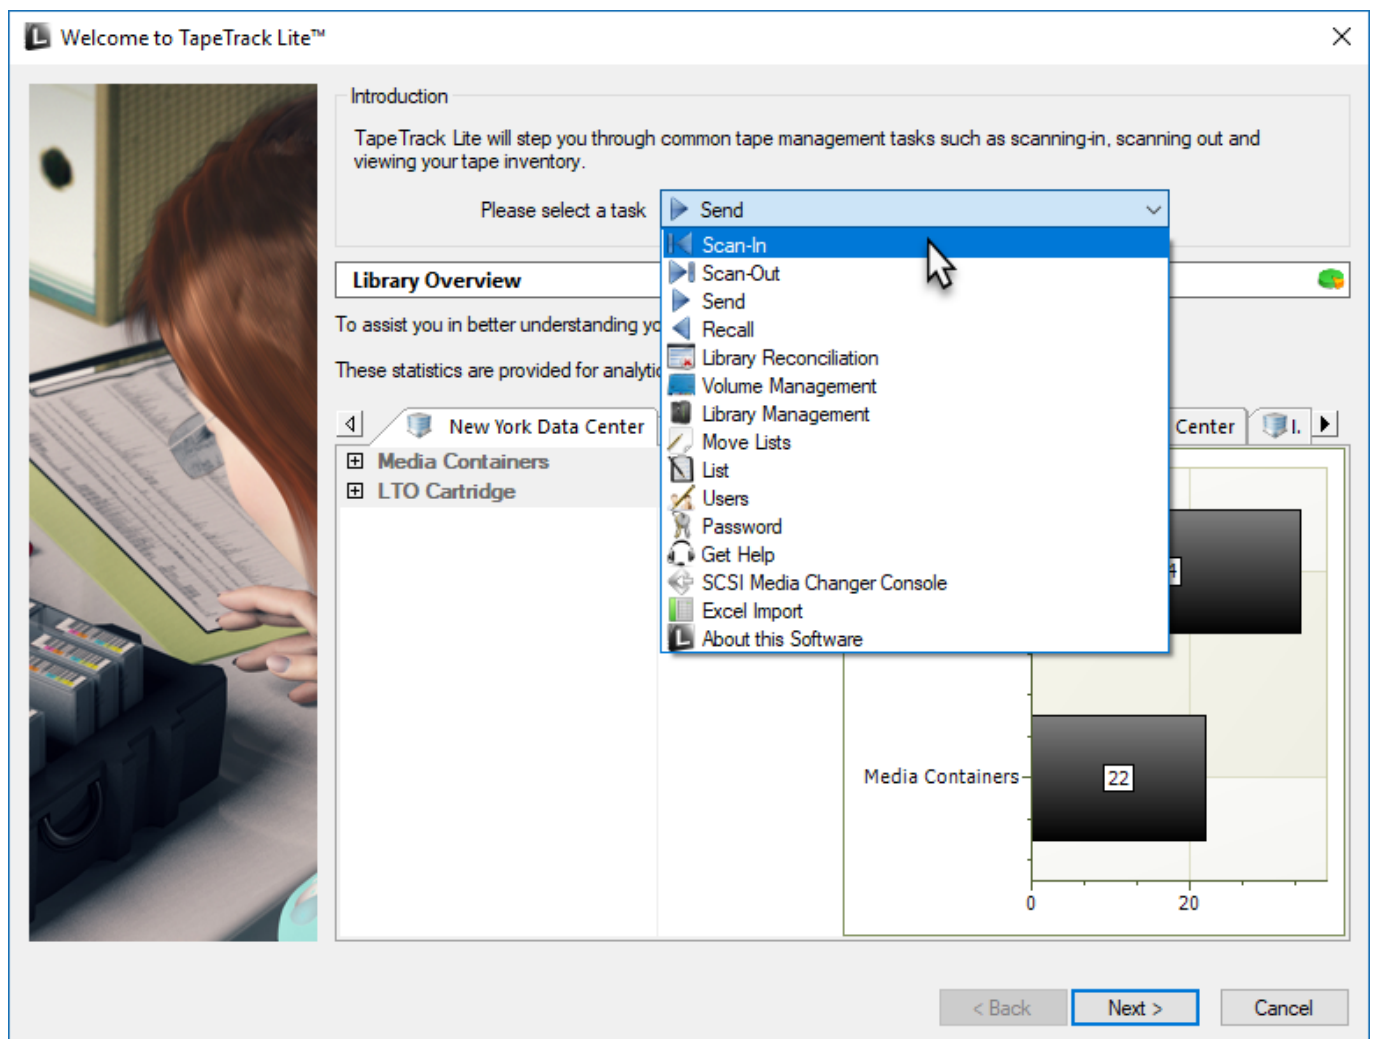 Welcome to TapeTrack Lite™
Introduction
TapeTrack Lite will step you through common tape management tasks such as scanning-in, scanning out and
viewing your tape inventory.
Please select a task
Send
Scan-In
Scan-Out
Send
Recall
Library Reconciliation
Volume Management
Library Management
Move Lists
List
Users
Password
Get Help
SCSI Media Changer Console
Excel Import
About this Software
Library Overview
To assist you in better understanding yo
These statistics are provided for analytic
New York Data Center
Center
I.
Media Containers
LTO Cartridge
4
Media Containers
22
0
20
< Back
Next >
Cancel